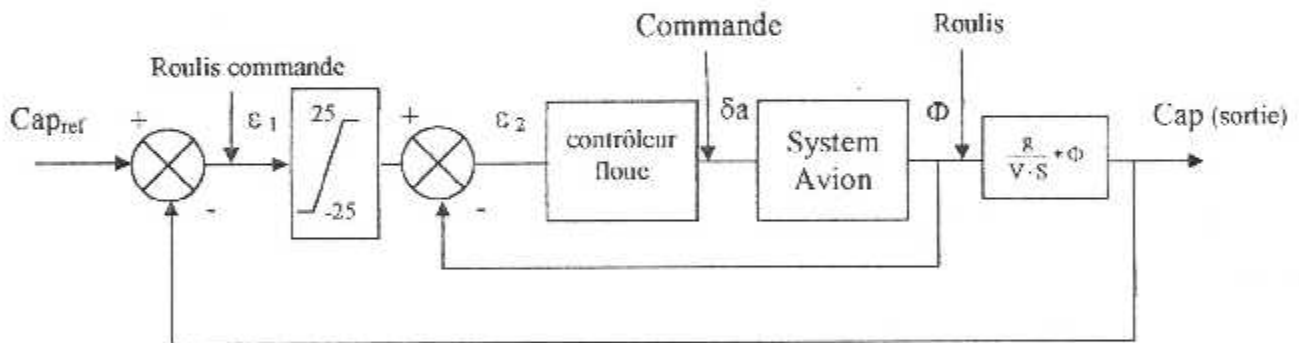 Commande
Roulis
Roulis commande
Cap_ref
+
ε 1
25
-25
+
ε 2
contrôleur
floue
δa
System
Avion
Φ
g
V·S
*Φ
Cap (sortie)
-
-